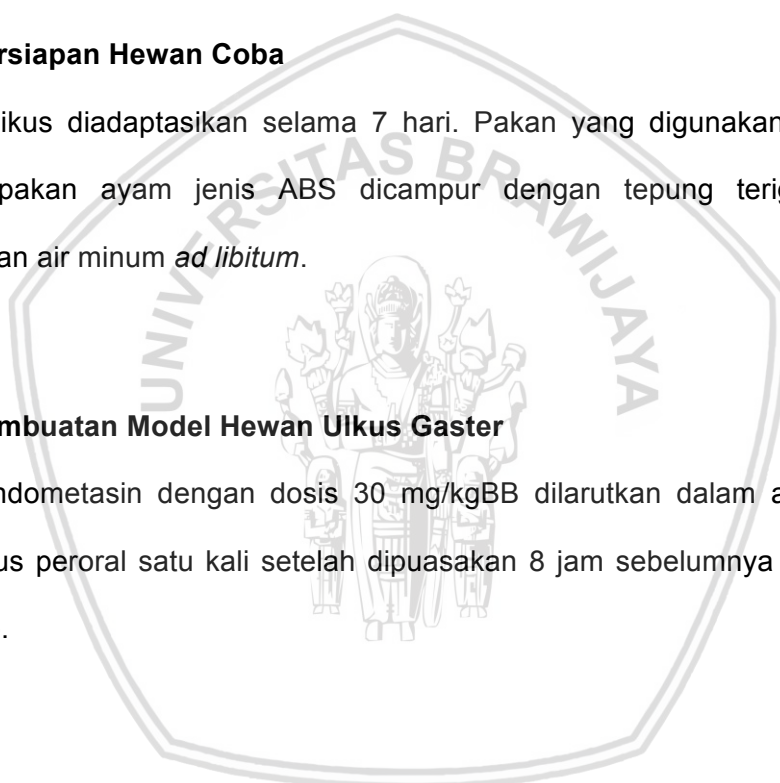 rsiapan Hewan Coba
ikus diadaptasikan selama 7 hari. Pakan yang digunakan
pakan ayam jenis ABS dicampur dengan tepung terig
an air minum ad libitum.
mbuatan Model Hewan Ulkus Gaster
ndometasin dengan dosis 30 mg/kgBB dilarutkan dalam a
us peroral satu kali setelah dipuasakan 8 jam sebelumnya
.
UNIVERSITAS BRAWIJAYA